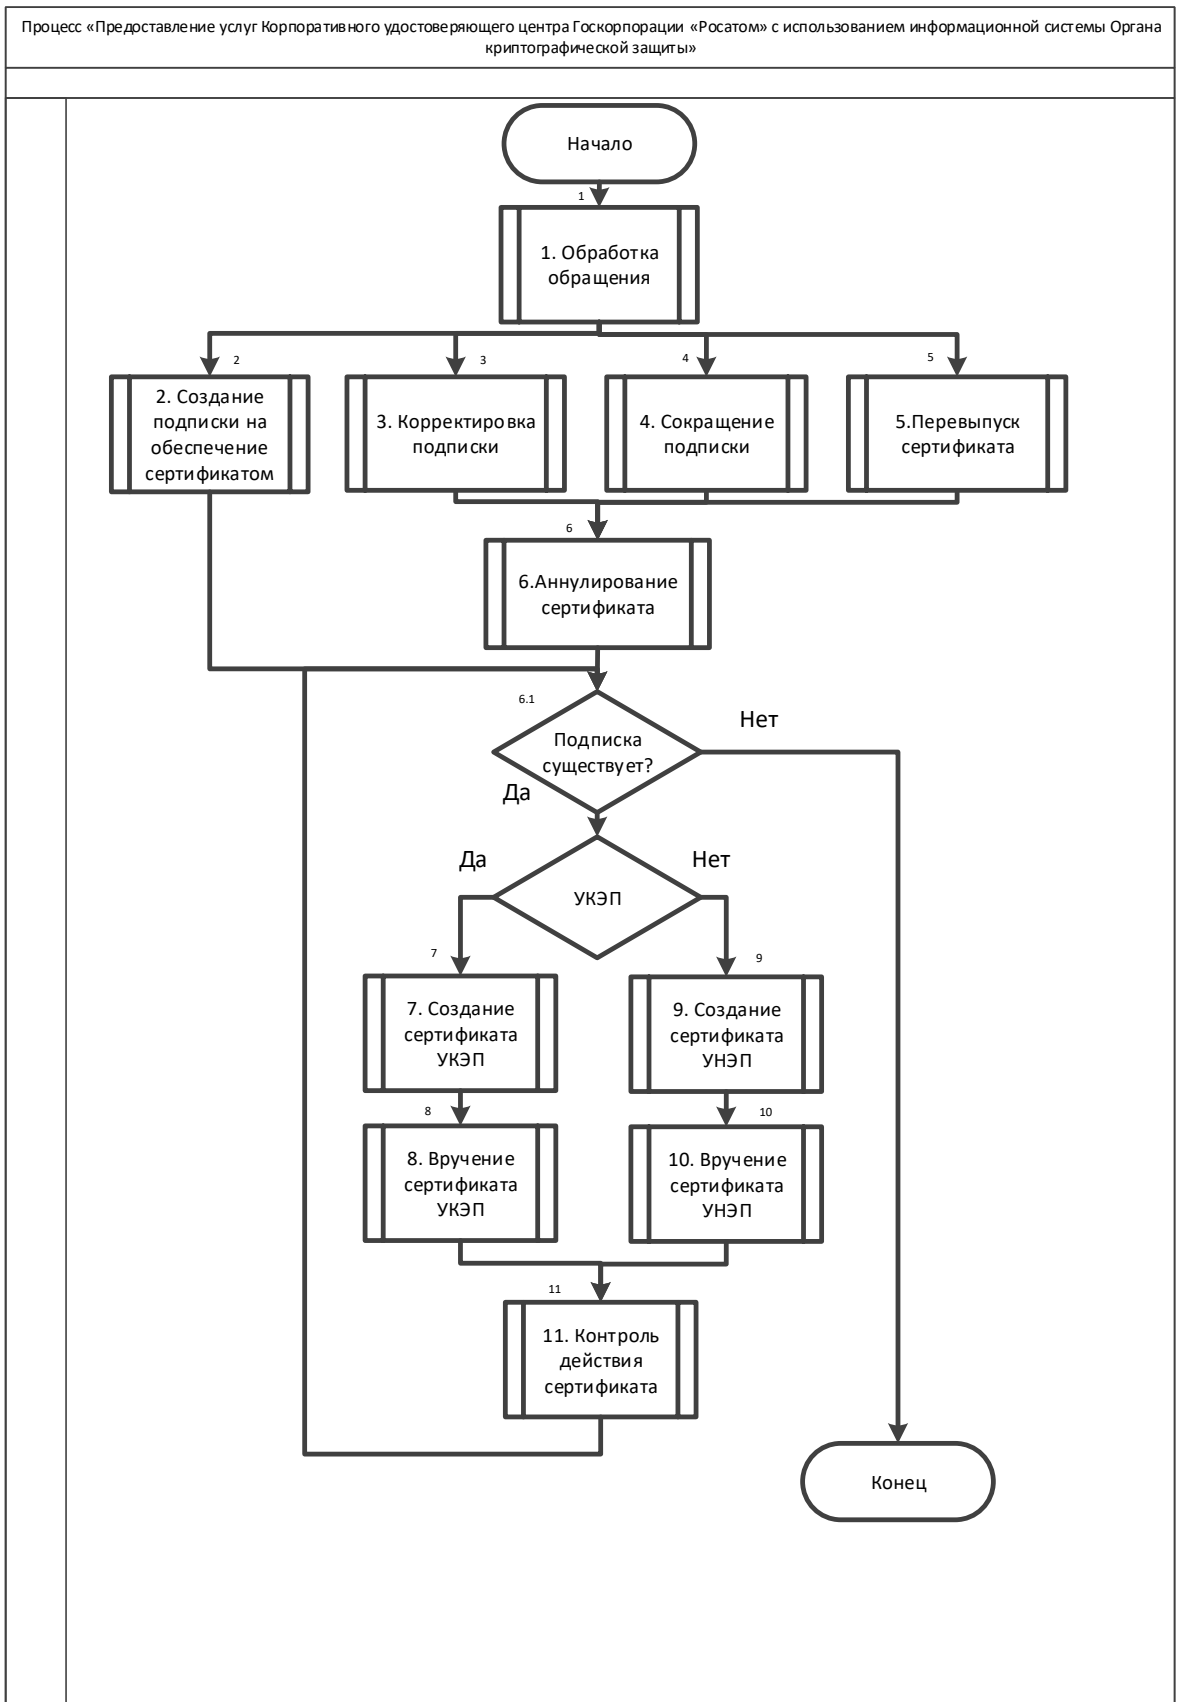 Процесс «Предоставление услуг Корпоративного удостоверяющего центра Госкорпорации «Росатом» с использованием информационной системы Органа
криптографической защиты»
Начало
1
1. Обработка
обращения
2
3
4
5
2. Создание
подписки на
обеспечение
сертификатом
3. Корректировка
подписки
4. Сокращение
подписки
5.Перевыпуск
сертификата
6
6.Аннулирование
сертификата
6.1
Нет
Подписка
существует?
Да
Да
Нет
УКЭП
7
9
7. Создание
сертификата
УКЭП
9. Создание
сертификата
УНЭП
8
10
8. Вручение
сертификата
УКЭП
10. Вручение
сертификата
УНЭП
11
11. Контроль
действия
сертификата
Конец